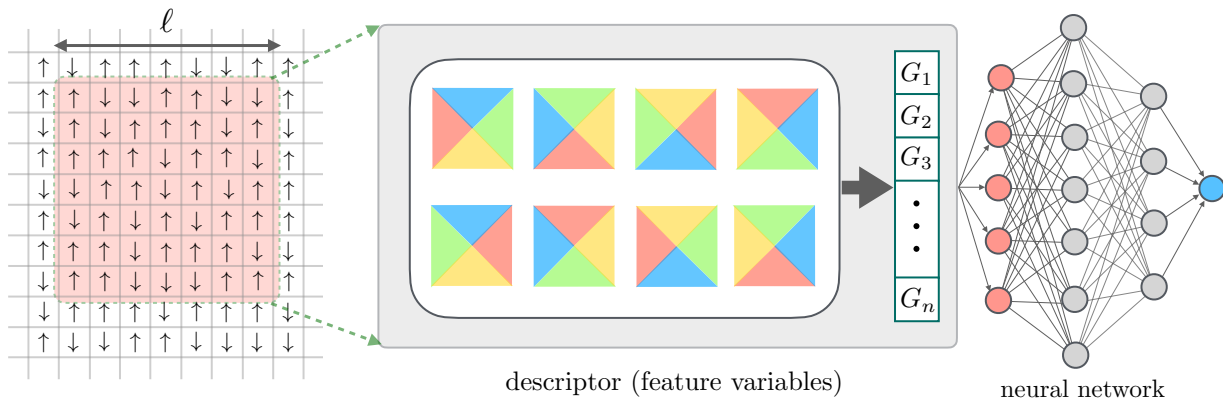 ℓ
↑ ↓ ↑ ↑ ↑ ↓ ↓ ↑ ↑
↑ ↑ ↓ ↓ ↑ ↑ ↓ ↓ ↑
↓ ↑ ↓ ↑ ↓ ↑ ↑ ↑ ↓
↑ ↑ ↑ ↑ ↓ ↑ ↑ ↓ ↑
↓ ↓ ↑ ↑ ↓ ↑ ↓ ↓ ↓
↓ ↑ ↓ ↓ ↑ ↑ ↓ ↑ ↓
↑ ↑ ↑ ↓ ↑ ↑ ↑ ↓ ↑
↓ ↑ ↓ ↓ ↓ ↓ ↑ ↑ ↓
↓ ↑ ↑ ↑ ↓ ↑ ↑ ↑ ↓
↑ ↓ ↓ ↑ ↑ ↓ ↓ ↓ ↓
G₁
G₂
G₃
⋮
Gₙ
descriptor (feature variables)
neural network